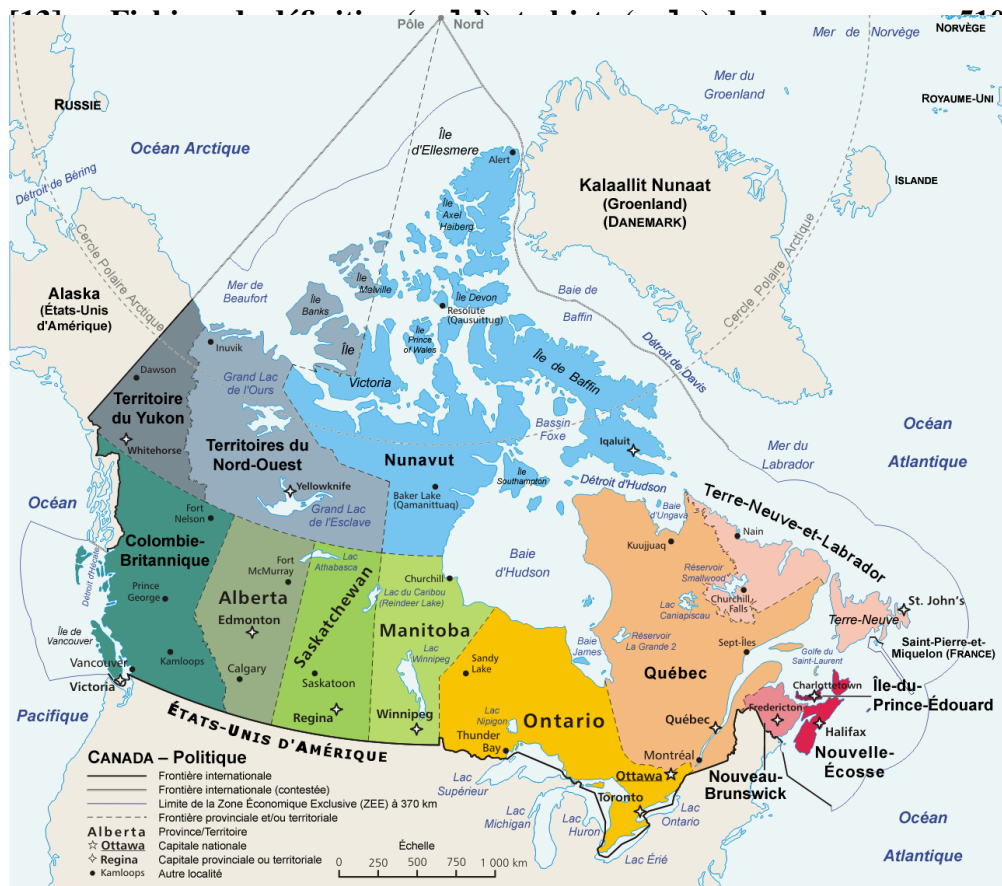 Pôle Nord
Mer de Norvège
NORVÈGE
Mer du
Groenland
ROYAUME-UNI
RUSSIE
Île
d'Ellesmere
Océan Arctique
Alert
Détroit de Béring
Kalaallit Nunaat
(Groenland)
(DANEMARK)
ISLANDE
Île
Axel
Heiberg
Cercle Polaire Arctique
Cercle Polaire Arctique
Mer de
Beaufort
Île
Melville
Île Devon
Baie de
Baffin
Alaska
(États-Unis
d'Amérique)
Île
Banks
Resolute
(Qausuittug)
Île
Prince
of Wales
Inuvik
Île
Victoria
Île de Baffin
Détroit de Davis
Dawson
Grand Lac
de l'Ours
Territoire
du Yukon
Bassin
Foxe
Océan
Atlantique
Whitehorse
Territoires du
Nord-Ouest
Nunavut
Iqaluit
Mer du
Labrador
Yellowknife
Baker Lake
(Qamanittuaq)
Île
Southampton
Détroit d'Hudson
Océan
Grand Lac
de l'Esclave
Terre-Neuve-et-Labrador
Fort
Nelson
Baie
d'Ungava
Nain
Colombie-
Britannique
Kuujjuaq
Détroit d'Hécate
Fort
McMurray
Lac
Athabasca
Baie
d'Hudson
Réservoir
Smallwood
Prince
George
Alberta
Saskatchewan
Churchill
Lac du Caribou
(Reindeer Lake)
Lac
Caniapiscau
Churchill
Falls
St. John's
Edmonton
Manitoba
Terre-Neuve
Île de
Vancouver
Réservoir
La Grande 2
Baie
James
Sept-Îles
Saint-Pierre-et-
Miquelon (FRANCE)
Kamloops
Calgary
Lac
Winnipeg
Sandy
Lake
Golfe du
Saint-Laurent
Vancouver
Victoria
Saskatoon
Québec
Charlottetown
Île-du-
Prince-Édouard
Pacifique
Regina
Winnipeg
Lac
Nipigon
Ontario
Québec
Fredericton
Halifax
ÉTATS-UNIS D'AMÉRIQUE
Thunder
Bay
Montréal
Nouvelle-
Écosse
Ottawa
Nouveau-
Brunswick
Lac
Supérieur
Toronto
Lac
Michigan
Lac
Huron
Lac
Ontario
Lac Érié
Océan
Atlantique
CANADA – Politique
Frontière internationale
Frontière internationale (contestée)
Limite de la Zone Économique Exclusive (ZEE) à 370 km
Frontière provinciale et/ou territoriale
Alberta Province/Territoire
Ottawa Capitale nationale
Regina Capitale provinciale ou territoriale
Kamloops Autre localité
Échelle
0 250 500 750 1 000 km